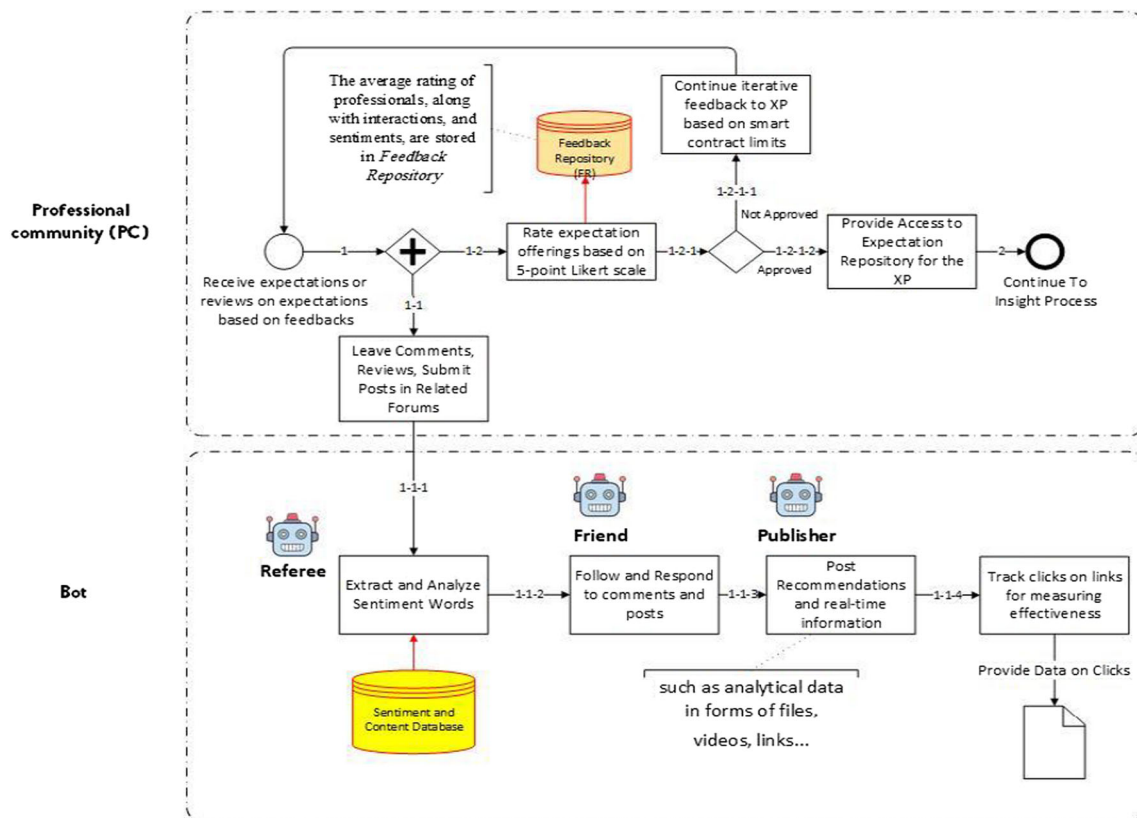 Professional
community (PC)
The average rating of
professionals, along
with interactions, and
sentiments, are stored
in Feedback
Repository
Feedback
Repository
(FR)
Continue iterative
feedback to XP
based on smart
contract limits
1-2-1-1
Not Approved
1
1-2
Rate expectation
offerings based on
5-point Likert scale
1-2-1
1-2-1-2
Approved
Provide Access to
Expectation
Repository for the
XP
2
Continue To
Insight Process
Receive expectations or
reviews on expectations
based on feedbacks
1-1
Leave Comments,
Reviews, Submit
Posts in Related
Forums
1-1-1
Bot
Referee
Friend
Publisher
Extract and Analyze
Sentiment Words
1-1-2
Follow and Respond
to comments and
posts
1-1-3
Post
Recommendations
and real-time
information
1-1-4
Track clicks on links
for measuring
effectiveness
Provide Data on Clicks
Sentiment and
Content Database
such as analytical data
in forms of files,
videos, links...